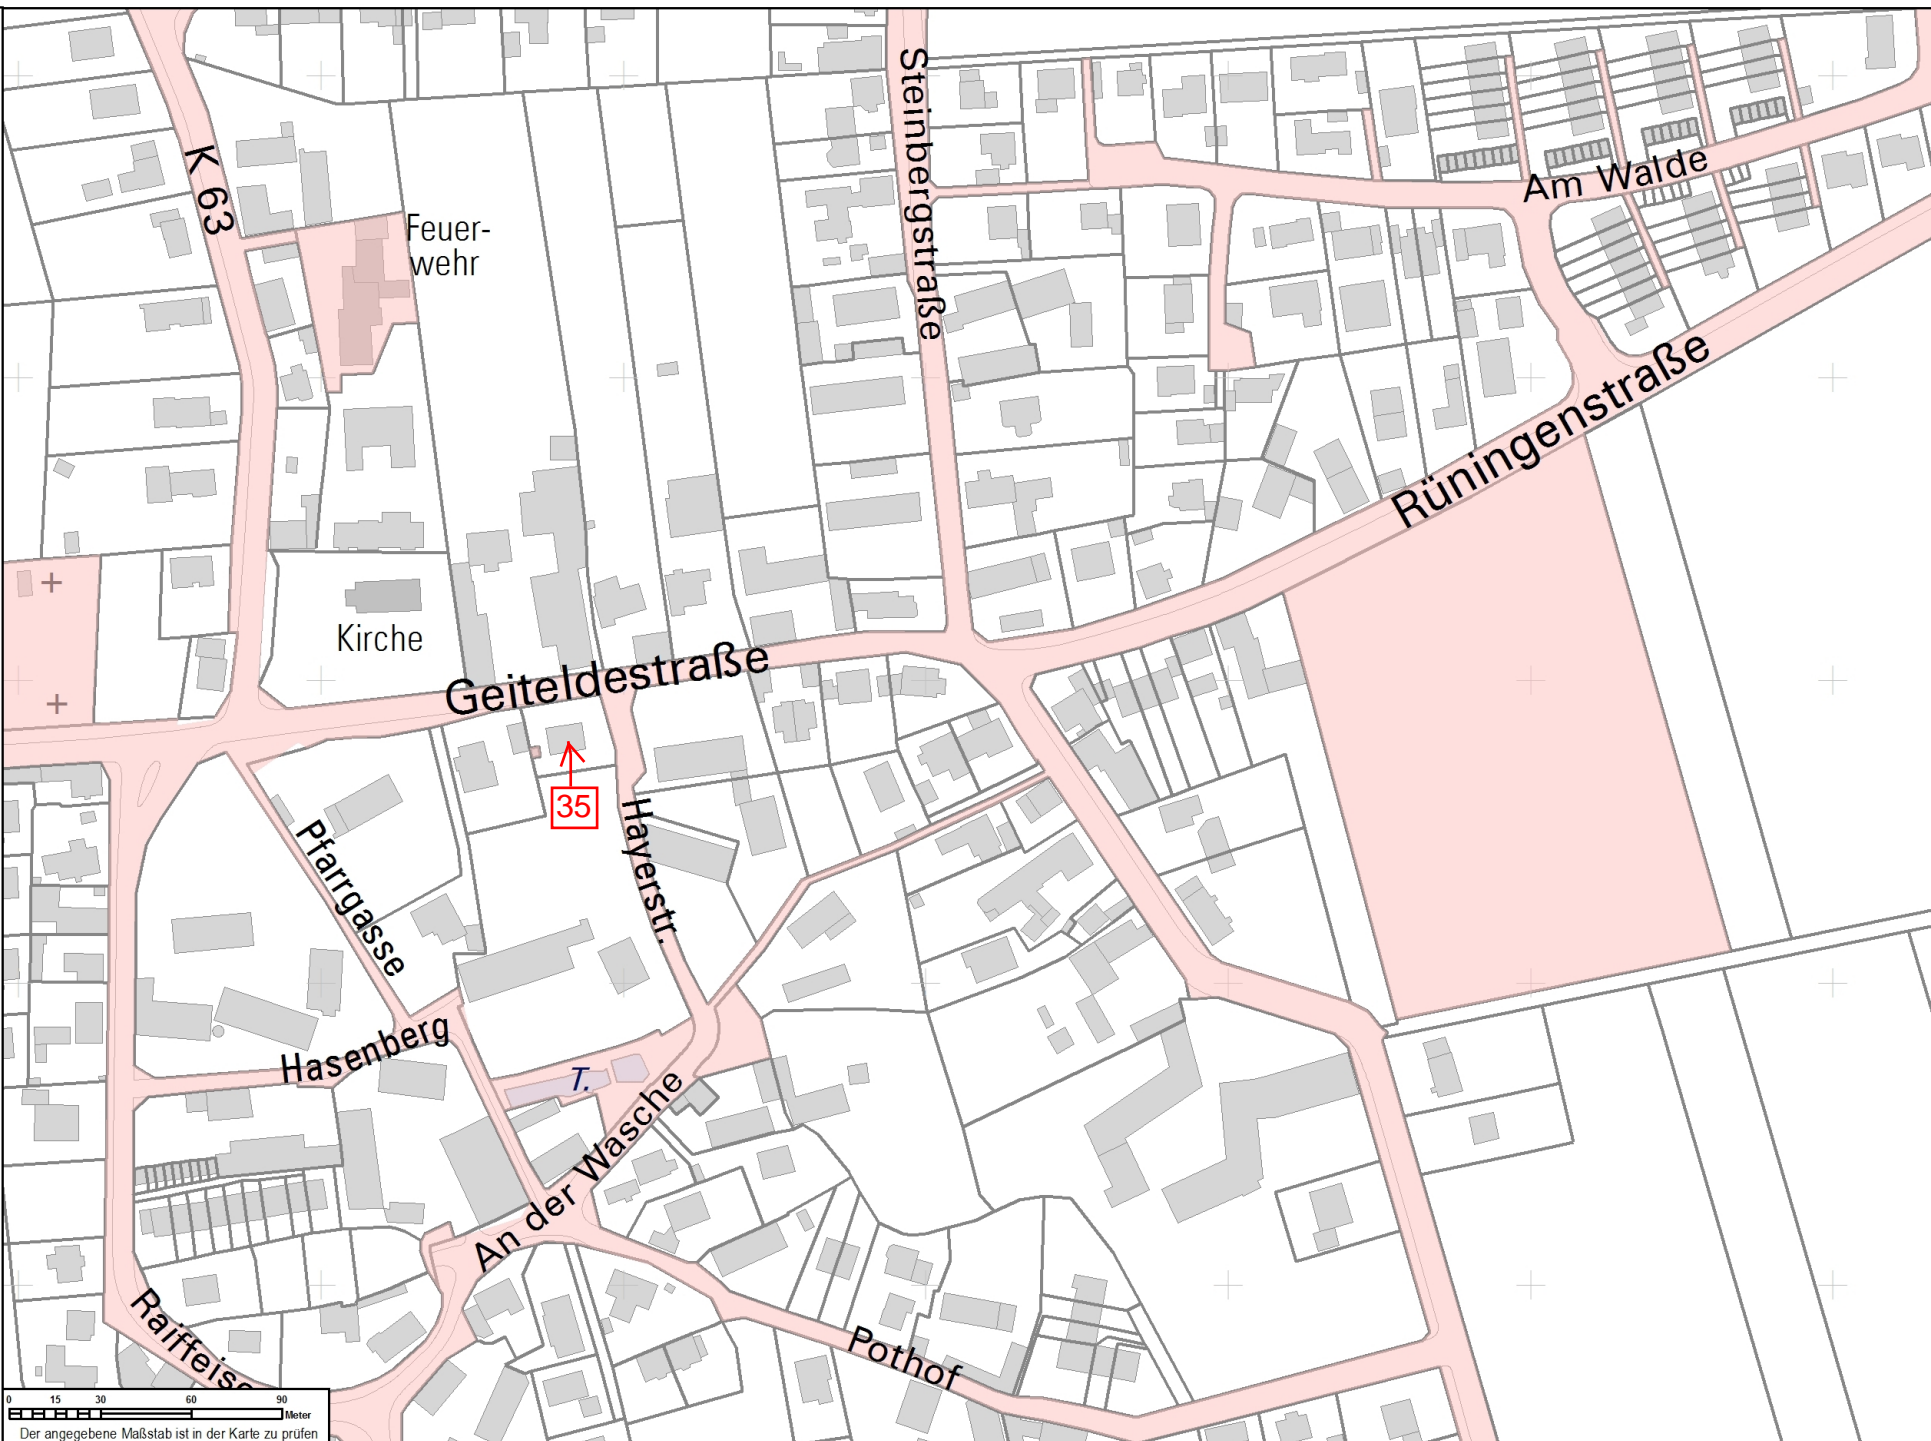 Steinbergstraße
K 63
Am Walde
Feuer-
wehr
Rüningenstraße
Kirche
Geiteldestraße
35
Hayerstr.
Pfarrgasse
Hasenberg
T.
An der Wasche
Raiffeise
Pothof
0 15 30 60 90
Meter
Der angegebene Maßstab ist in der Karte zu prüfen